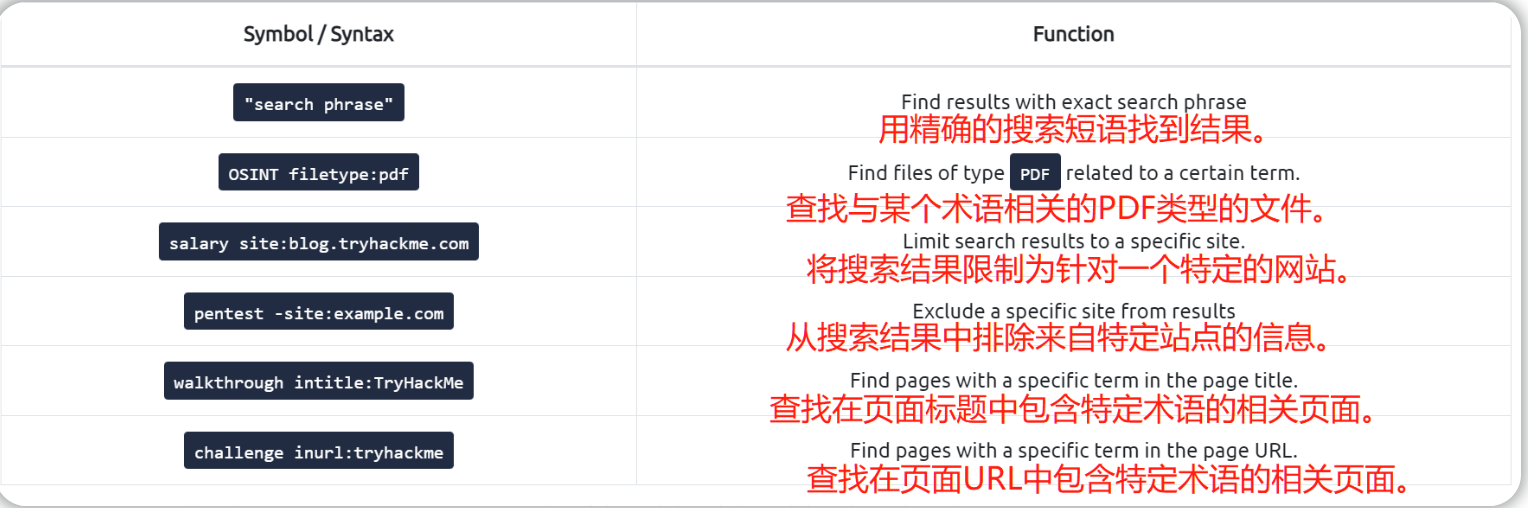 Symbol / Syntax
Function
"search phrase"
Find results with exact search phrase
用精确的搜索短语找到结果。
OSINT filetype:pdf
Find files of type PDF related to a certain term.
查找与某个术语相关的PDF类型的文件。
salary site:blog.tryhackme.com
Limit search results to a specific site.
将搜索结果限制为针对一个特定的网站。
pentest -site:example.com
Exclude a specific site from results
从搜索结果中排除来自特定站点的信息。
walkthrough intitle:TryHackMe
Find pages with a specific term in the page title.
查找在页面标题中包含特定术语的相关页面。
challenge inurl:tryhackme
Find pages with a specific term in the page URL.
查找在页面URL中包含特定术语的相关页面。